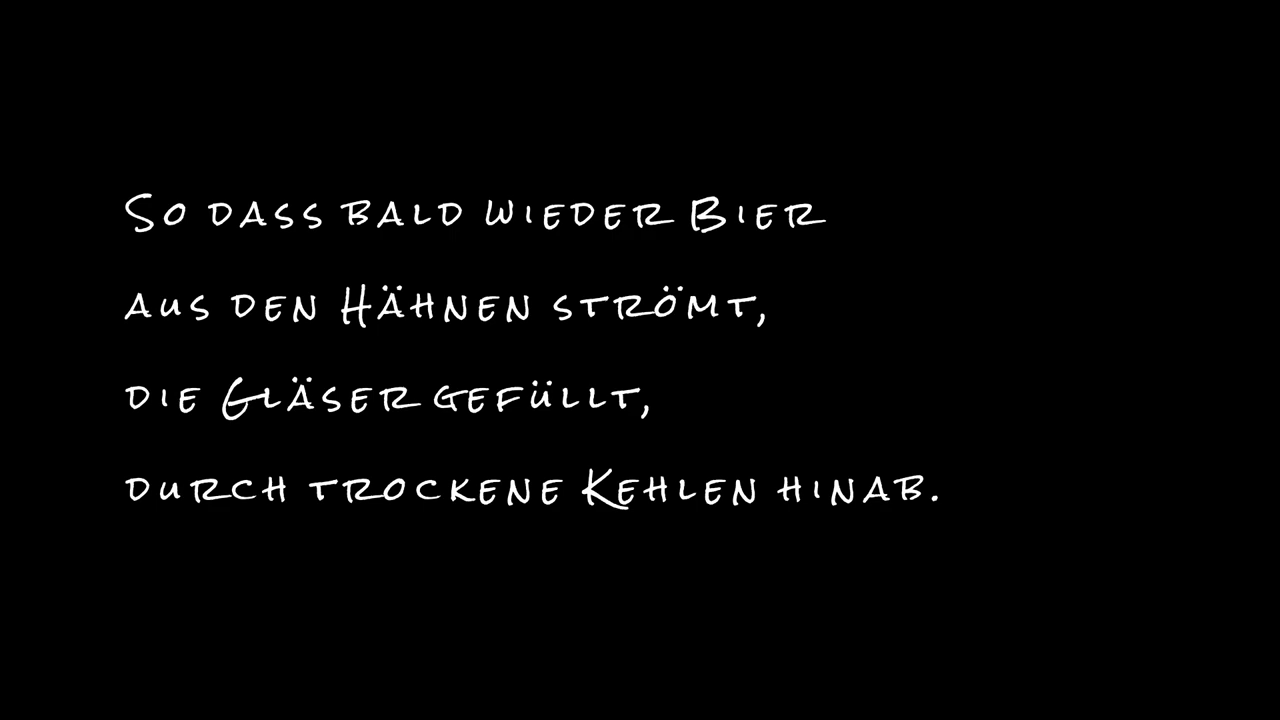 So dass bald wieder Bier
aus den Hähnen strömt,
die Gläser gefüllt,
durch trockene Kehlen hinab.